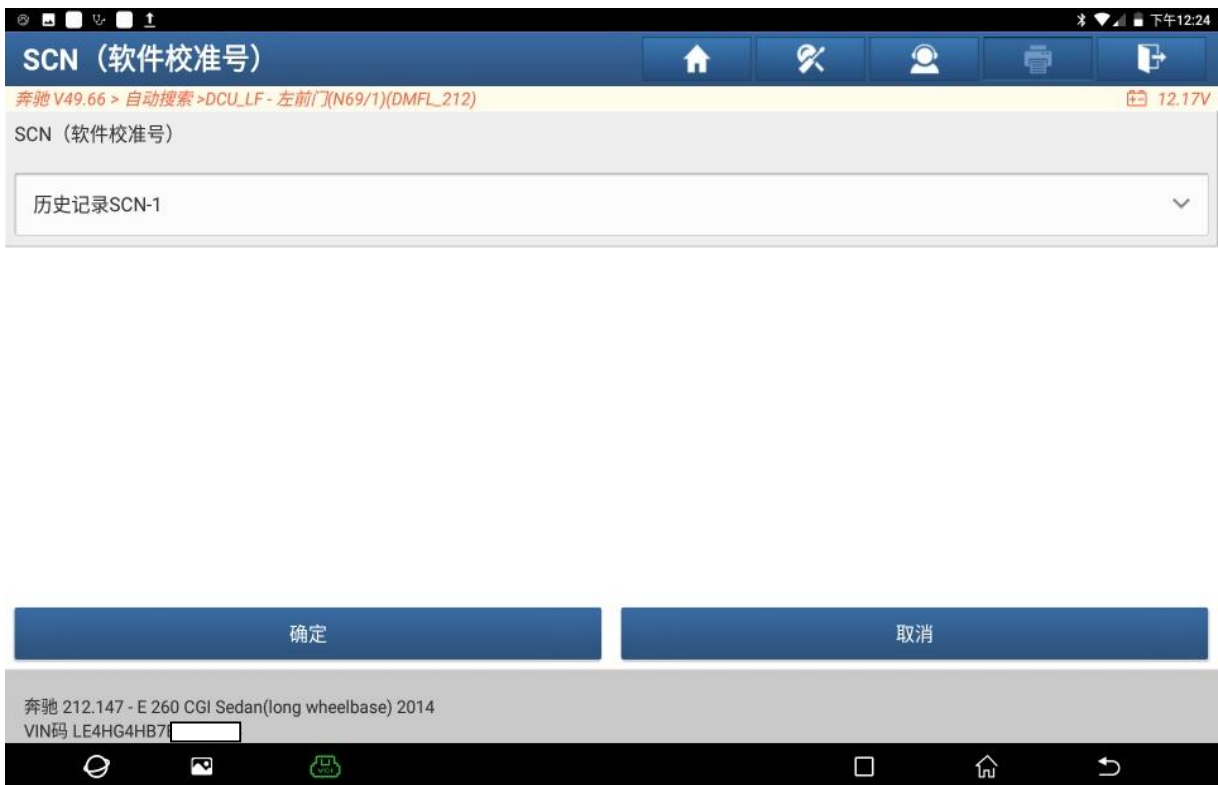 下午12:24
SCN（软件校准号）
奔驰 V49.66 > 自动搜索 >DCU_LF - 左前门(N69/1)(DMFL_212)
12.17V
SCN（软件校准号）
历史记录SCN-1
确定
取消
奔驰 212.147 - E 260 CGI Sedan(long wheelbase) 2014
VIN码 LE4HG4HB7
VCI